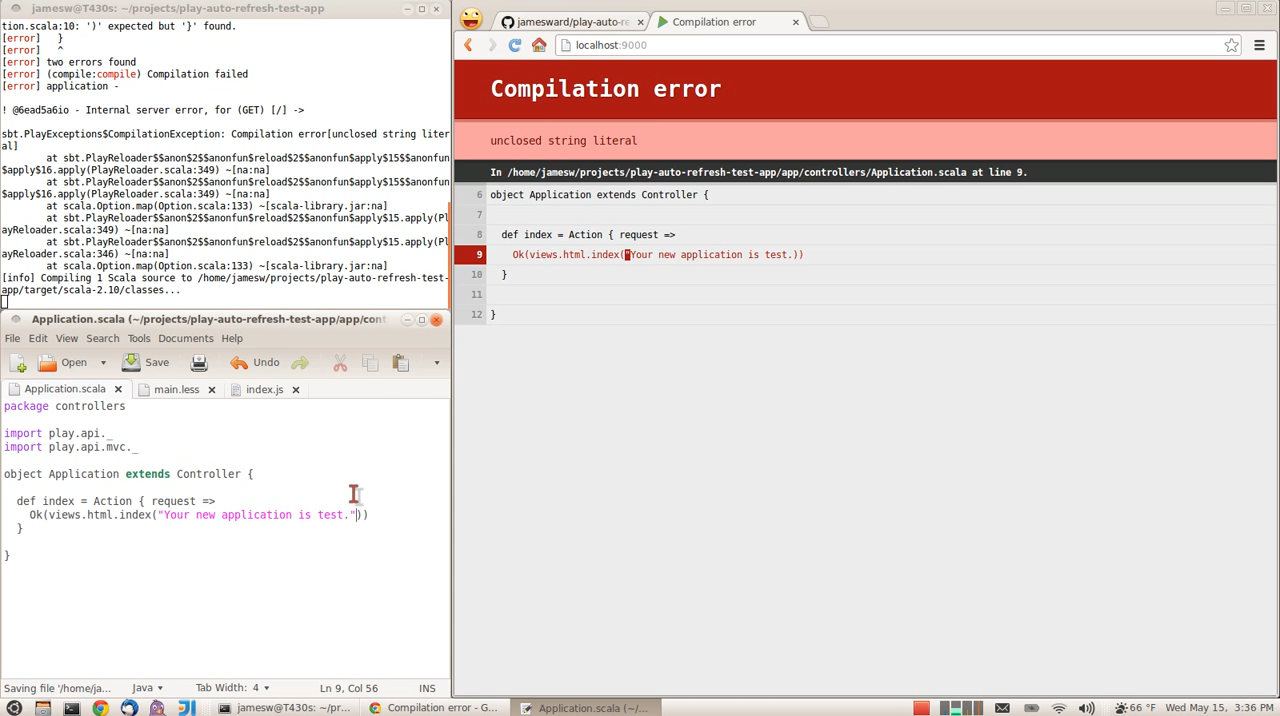 jamesw@T430s: ~/projects/play-auto-refresh-test-app
tion.scala:10: ')' expected but '}' found.
[error]   }
[error]   ^
[error] two errors found
[error] (compile:compile) Compilation failed
[error] application -
! @6ead5a6io - Internal server error, for (GET) [/] ->
sbt.PlayExceptions$CompilationException: Compilation error[unclosed string liter
al]
at sbt.PlayReloader$$anon$2$$anonfun$reload$2$$anonfun$apply$15$$anonfun
$apply$16.apply(PlayReloader.scala:349) ~[na:na]
at sbt.PlayReloader$$anon$2$$anonfun$reload$2$$anonfun$apply$15$$anonfun
$apply$16.apply(PlayReloader.scala:349) ~[na:na]
at scala.Option.map(Option.scala:133) ~[scala-library.jar:na]
at sbt.PlayReloader$$anon$2$$anonfun$reload$2$$anonfun$apply$15.apply(Pl
ayReloader.scala:349) ~[na:na]
at sbt.PlayReloader$$anon$2$$anonfun$reload$2$$anonfun$apply$15.apply(Pl
ayReloader.scala:346) ~[na:na]
at scala.Option.map(Option.scala:133) ~[scala-library.jar:na]
[info] Compiling 1 Scala source to /home/jamesw/projects/play-auto-refresh-test-
app/target/scala-2.10/classes...
Application.scala (~/projects/play-auto-refresh-test-app/app/cont
File Edit View Search Tools Documents Help
Open Save Undo
Application.scala main.less index.js
package controllers
import play.api._
import play.api.mvc._
object Application extends Controller {
def index = Action { request =>
Ok(views.html.index("Your new application is test."))
}
}
Saving file '/home/ja... Java Tab Width: 4 Ln 9, Col 56 INS
jamesward/play-auto-re Compilation error
localhost:9000
Compilation error
unclosed string literal
In /home/jamesw/projects/play-auto-refresh-test-app/app/controllers/Application.scala at line 9.
6 object Application extends Controller {
7
8 def index = Action { request =>
9 Ok(views.html.index("Your new application is test.))
10 }
11
12 }
jamesw@T430s: ~/pr... Compilation error - G... Application.scala (~/... 66 °F Wed May 15, 3:36 PM